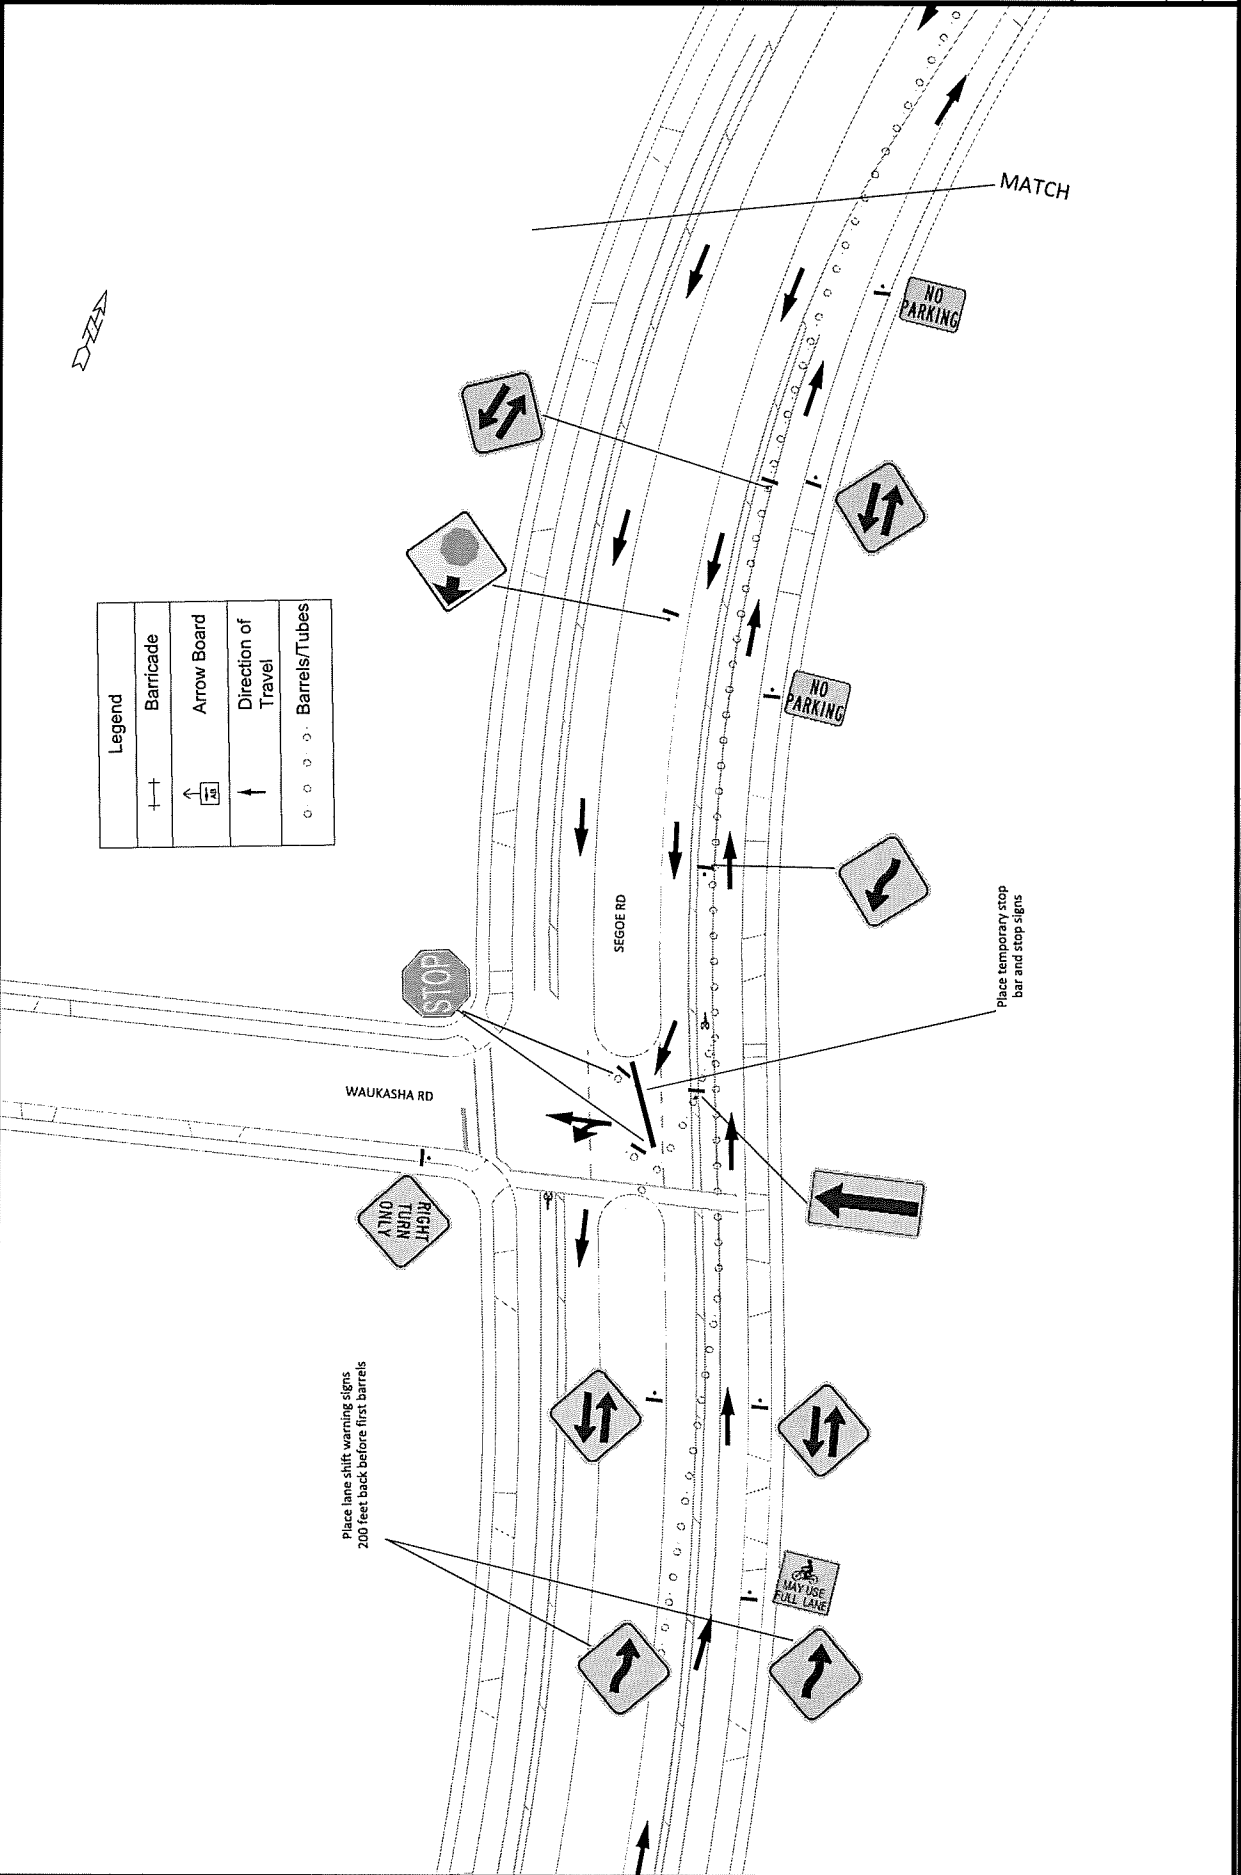 MATCH
NO
PARKING
Legend
Barricade
AB
Arrow Board
Direction of
Travel
Barrels/Tubes
NO
PARKING
SEGOE RD
STOP
Place temporary stop
bar and stop signs
WAUKASHA RD
RIGHT
TURN
ONLY
Place lane shift warning signs
200 feet back before first barrels
MAY USE
FULL LANE